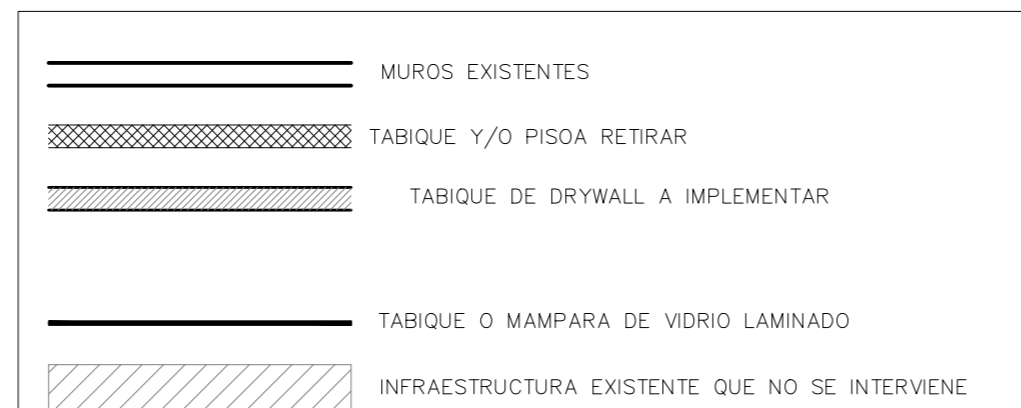 MUROS EXISTENTES
TABIQUE Y/O PISOA RETIRAR
TABIQUE DE DRYWALL A IMPLEMENTAR
TABIQUE O MAMPARA DE VIDRIO LAMINADO
INFRAESTRUCTURA EXISTENTE QUE NO SE INTERVIENE